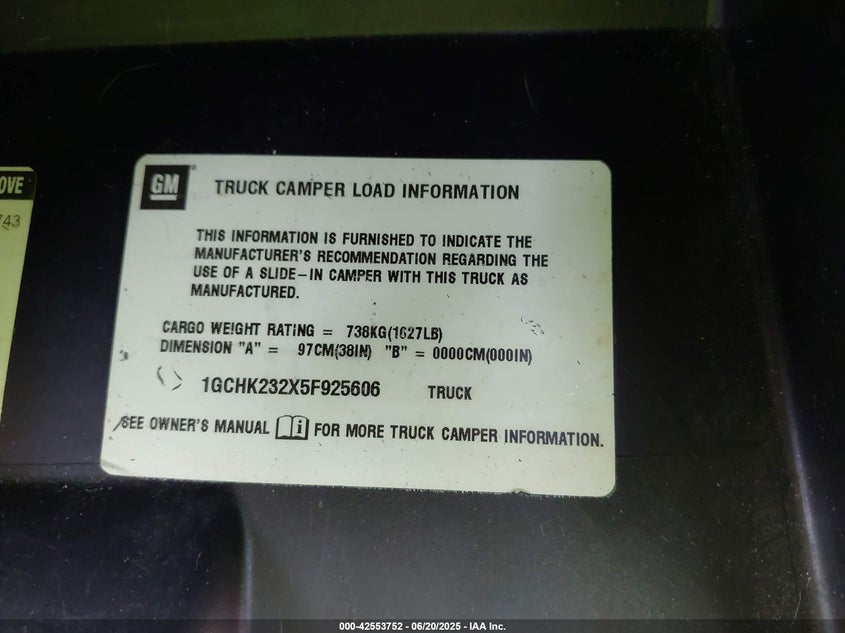 OVE
743
GM
TRUCK CAMPER LOAD INFORMATION
THIS INFORMATION IS FURNISHED TO INDICATE THE
MANUFACTURER'S RECOMMENDATION REGARDING THE
USE OF A SLIDE-IN CAMPER WITH THIS TRUCK AS
MANUFACTURED.
CARGO WEIGHT RATING = 738KG(1627LB)
DIMENSION "A" = 97CM(38IN) "B" = 0000CM(000IN)
1GCHK232X5F925606 TRUCK
SEE OWNER'S MANUAL i FOR MORE TRUCK CAMPER INFORMATION.
000-42553752 - 06/20/2025 - IAA Inc.